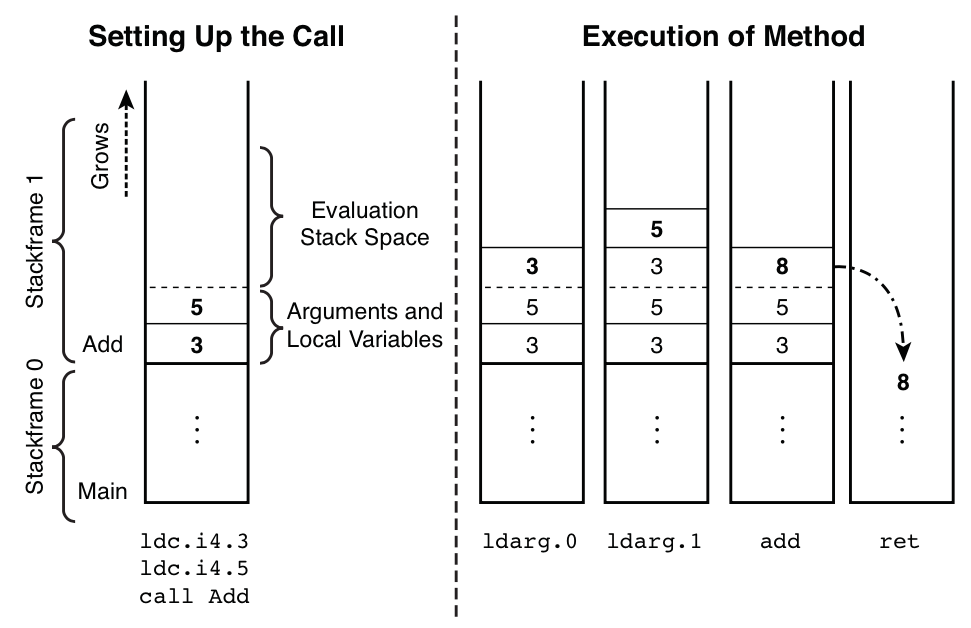 Setting Up the Call
Grows
Stackframe 1
Evaluation
Stack Space
5
Arguments and
Local Variables
Add
3
Stackframe 0
⋮
Main
ldc.i4.3
ldc.i4.5
call Add
Execution of Method
3
5
3
⋮
ldarg.0
5
3
5
3
⋮
ldarg.1
8
5
3
⋮
add
8
⋮
ret